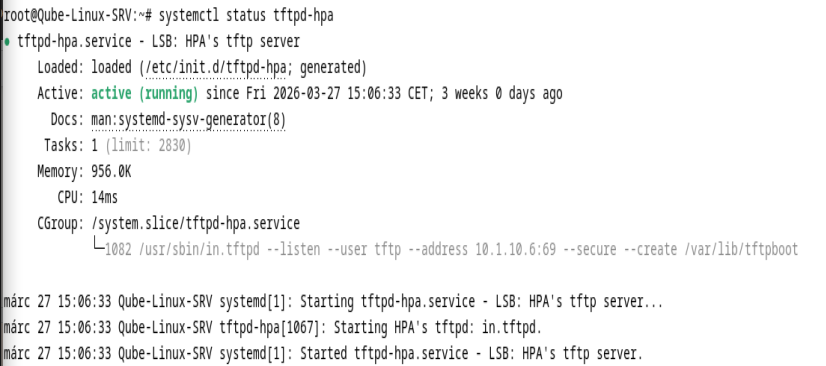 root@Qube-Linux-SRV:~# systemctl status tftpd-hpa
● tftpd-hpa.service - LSB: HPA's tftp server
Loaded: loaded (/etc/init.d/tftpd-hpa; generated)
Active: active (running) since Fri 2026-03-27 15:06:33 CET; 3 weeks 0 days ago
Docs: man:systemd-sysv-generator(8)
Tasks: 1 (limit: 2830)
Memory: 956.0K
CPU: 14ms
CGroup: /system.slice/tftpd-hpa.service
└─1082 /usr/sbin/in.tftpd --listen --user tftp --address 10.1.10.6:69 --secure --create /var/lib/tftpboot
márc 27 15:06:33 Qube-Linux-SRV systemd[1]: Starting tftpd-hpa.service - LSB: HPA's tftp server...
márc 27 15:06:33 Qube-Linux-SRV tftpd-hpa[1067]: Starting HPA's tftpd: in.tftpd.
márc 27 15:06:33 Qube-Linux-SRV systemd[1]: Started tftpd-hpa.service - LSB: HPA's tftp server.